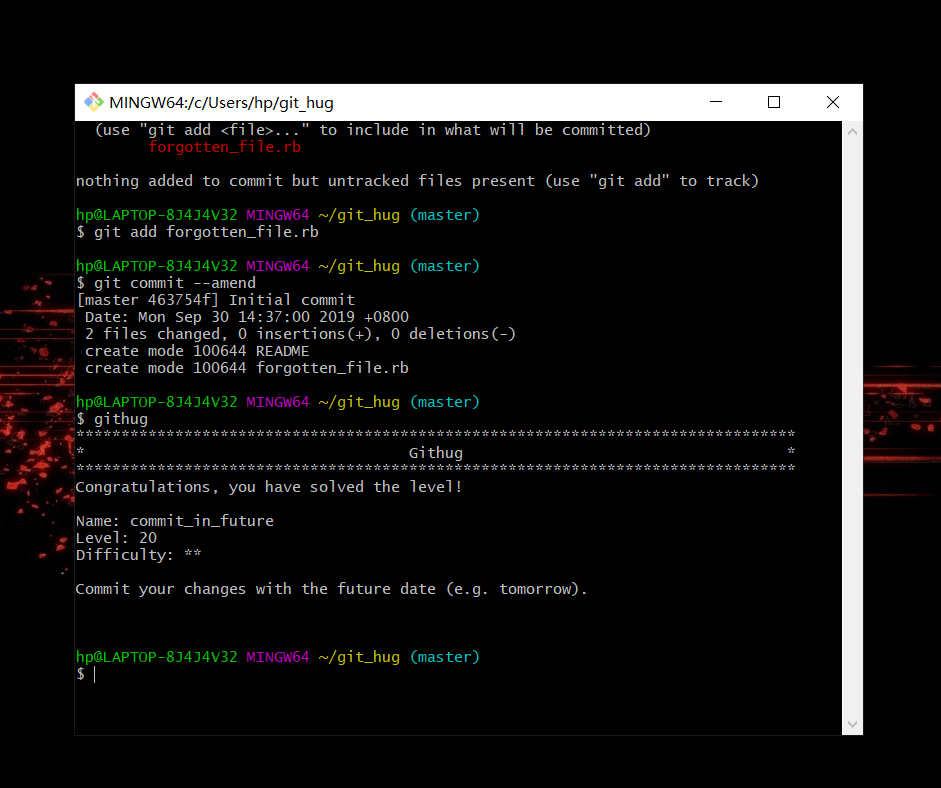 MINGW64:/c/Users/hp/git_hug
(use "git add <file>..." to include in what will be committed)
forgotten_file.rb
nothing added to commit but untracked files present (use "git add" to track)
hp@LAPTOP-8J4J4V32 MINGW64 ~/git_hug (master)
$ git add forgotten_file.rb
hp@LAPTOP-8J4J4V32 MINGW64 ~/git_hug (master)
$ git commit --amend
[master 463754f] Initial commit
Date: Mon Sep 30 14:37:00 2019 +0800
2 files changed, 0 insertions(+), 0 deletions(-)
create mode 100644 README
create mode 100644 forgotten_file.rb
hp@LAPTOP-8J4J4V32 MINGW64 ~/git_hug (master)
$ githug
********************************************************************************
* Githug *
********************************************************************************
Congratulations, you have solved the level!
Name: commit_in_future
Level: 20
Difficulty: **
Commit your changes with the future date (e.g. tomorrow).
hp@LAPTOP-8J4J4V32 MINGW64 ~/git_hug (master)
$